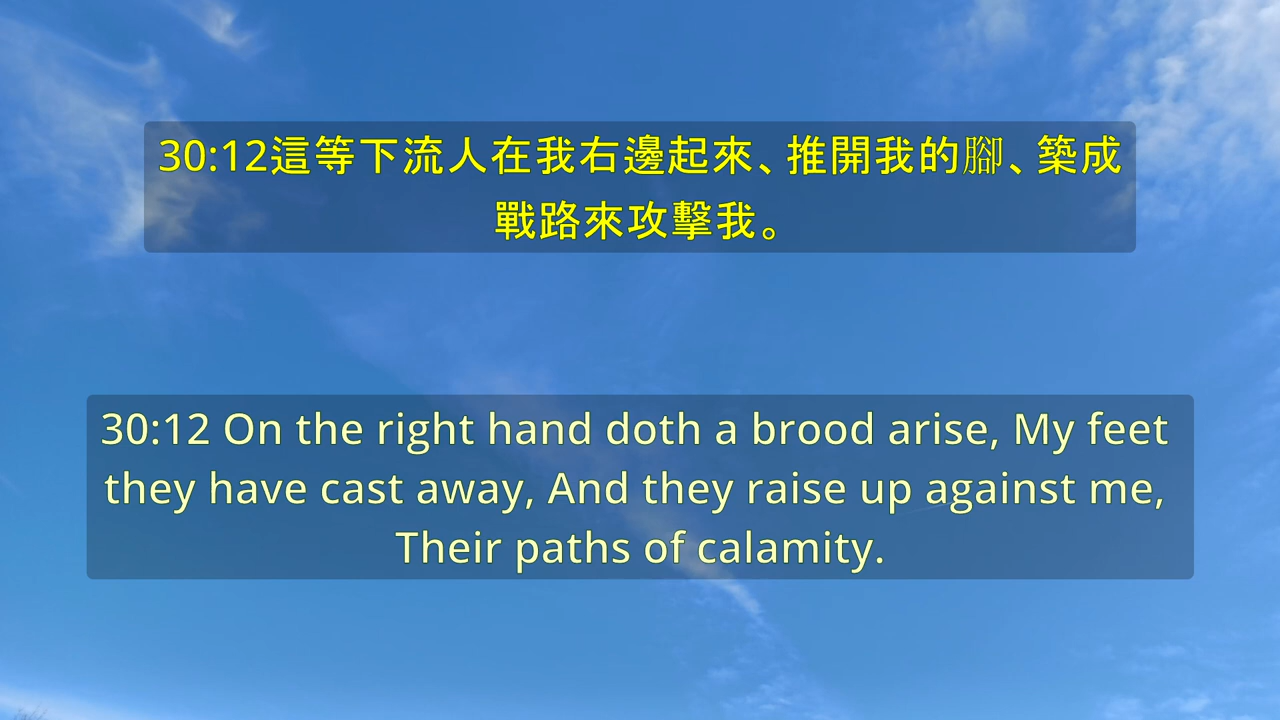 30:12這等下流人在我右邊起來、推開我的腳、築成
戰路來攻擊我。
30:12 On the right hand doth a brood arise, My feet
they have cast away, And they raise up against me,
Their paths of calamity.